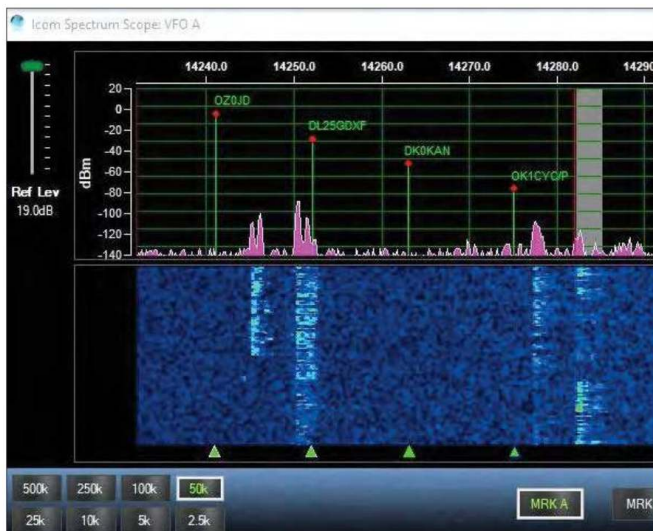 Icom Spectrum Scope: VFO A
14240.0 14250.0 14260.0 14270.0 14280.0 14290
20
0
-20
-40
-60
-80
-100
-120
-140
dBm
OZ0JD
DL25GDXF
DK0KAN
OK1CYC/P
Ref Lev
19.0dB
500k 250k 100k 50k
25k 10k 5k 2.5k
MRK A MRK